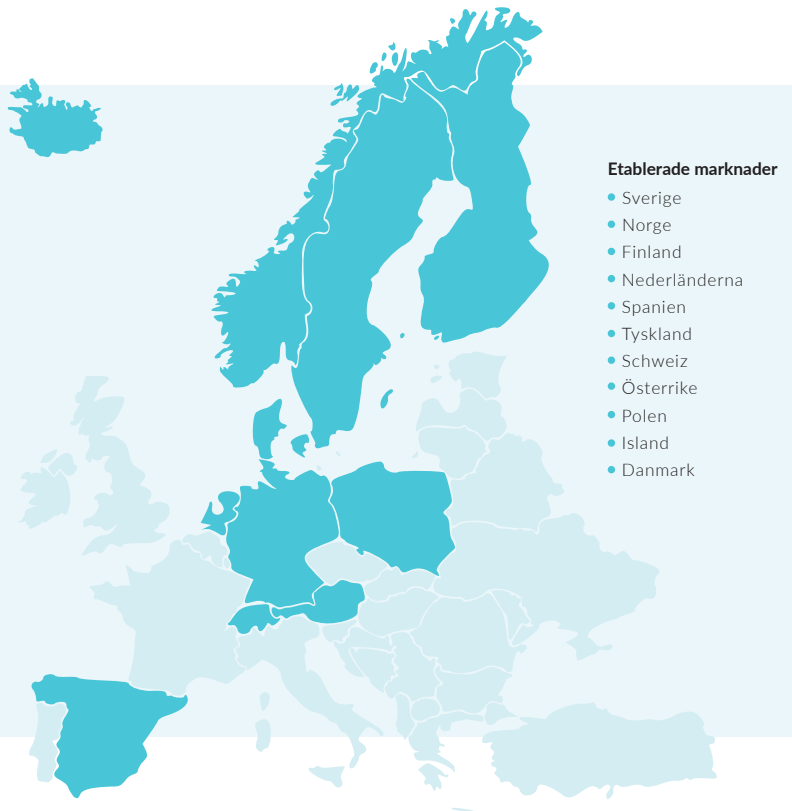 Etablerade marknader
Sverige
Norge
Finland
Nederländerna
Spanien
Tyskland
Schweiz
Österrike
Polen
Island
Danmark